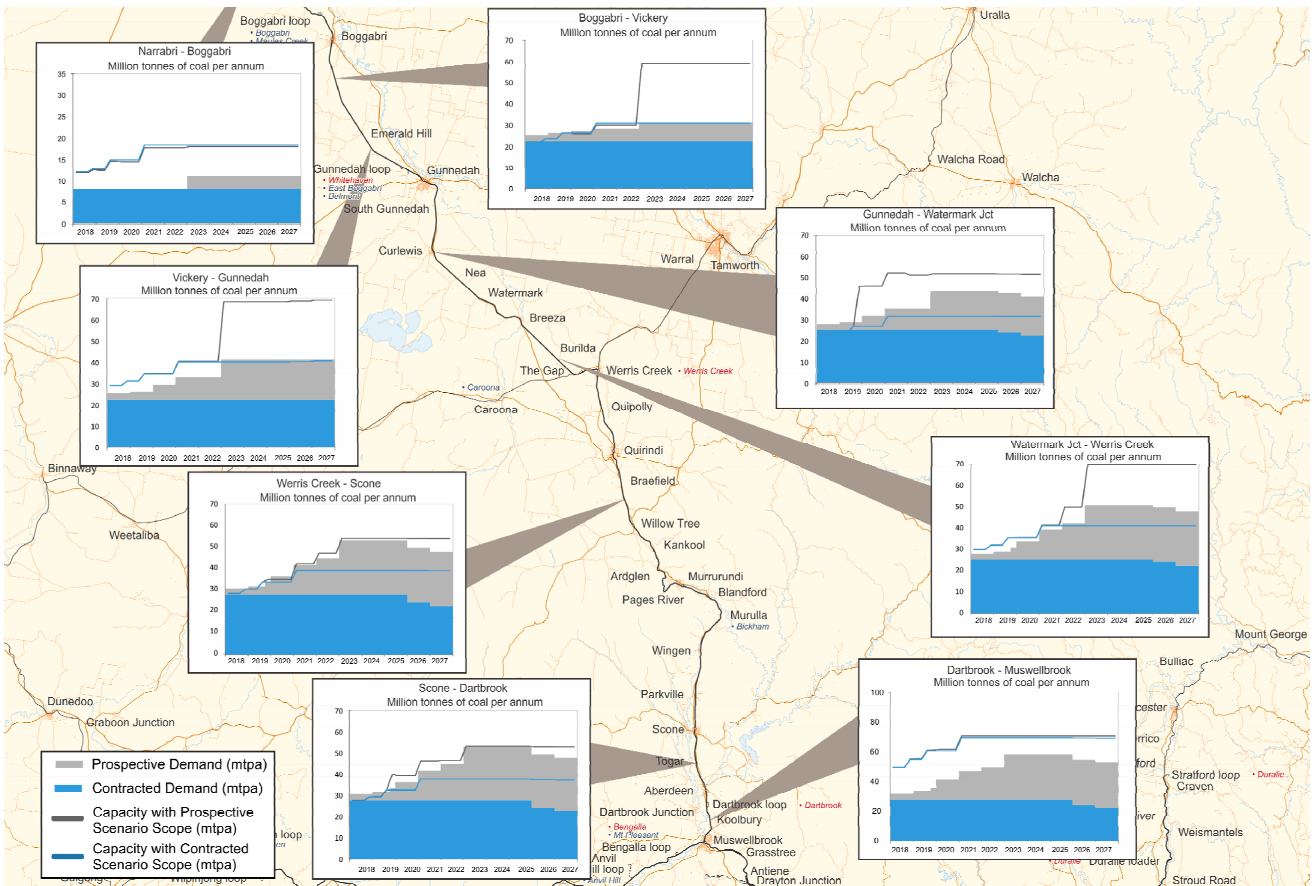 Boggabri loop
• Boggabri
• Maules Creek
Boggabri
Uralla
Narrabri - Boggabri
Million tonnes of coal per annum
35
30
25
20
15
10
5
0
2018 2019 2020 2021 2022 2023 2024 2025 2026 2027
Boggabri - Vickery
Million tonnes of coal per annum
70
60
50
40
30
20
10
0
2018 2019 2020 2021 2022 2023 2024 2025 2026 2027
Emerald Hill
Gunnedah loop
• Whitehaven
• East Boggabri
• Belmont
Gunnedah
South Gunnedah
Curlewis
Walcha Road
Walcha
Gunnedah - Watermark Jct
Million tonnes of coal per annum
70
60
50
40
30
20
10
0
2018 2019 2020 2021 2022 2023 2024 2025 2026 2027
Warral
Tamworth
Nea
Watermark
Breeza
Burilda
The Gap
Werris Creek
• Werris Creek
• Caroona
Caroona
Quipolly
Quirindi
Braefield
Vickery - Gunnedah
Million tonnes of coal per annum
70
60
50
40
30
20
10
0
2018 2019 2020 2021 2022 2023 2024 2025 2026 2027
Watermark Jct - Werris Creek
Million tonnes of coal per annum
70
60
50
40
30
20
10
0
2018 2019 2020 2021 2022 2023 2024 2025 2026 2027
Binnaway
Weetaliba
Werris Creek - Scone
Million tonnes of coal per annum
70
60
50
40
30
20
10
0
2018 2019 2020 2021 2022 2023 2024 2025 2026 2027
Willow Tree
Kankool
Ardglen
Murrurundi
Pages River
Blandford
Murulla
• Bickham
Wingen
Mount George
Bulliac
Parkville
Scone
Togar
Aberdeen
Dartbrook Junction
Dartbrook loop
• Dartbrook
Koolbury
• Bengalla
• Mt Pleasant
Bengalla loop
Muswellbrook
Grasstree
Anvil
ill loop
Anvil Hill
Antiene
Drayton Junction
Scone - Dartbrook
Million tonnes of coal per annum
70
60
50
40
30
20
10
0
2018 2019 2020 2021 2022 2023 2024 2025 2026 2027
Dartbrook - Muswellbrook
Million tonnes of coal per annum
100
80
60
40
20
0
2018 2019 2020 2021 2022 2023 2024 2025 2026 2027
cester
rrico
ford
Stratford loop
• Duralie
Craven
iver
Weismantels
• Duralie
Duralie loader
Stroud Road
Dunedoo
Craboon Junction
Prospective Demand (mtpa)
Contracted Demand (mtpa)
Capacity with Prospective
Scenario Scope (mtpa)
Capacity with Contracted
Scenario Scope (mtpa)
n loop